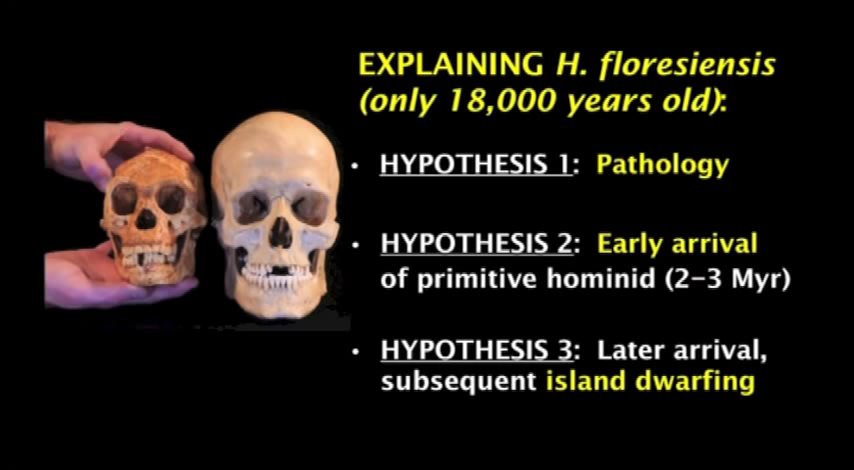 EXPLAINING H. floresiensis
(only 18,000 years old):
• HYPOTHESIS 1: Pathology
• HYPOTHESIS 2: Early arrival
of primitive hominid (2–3 Myr)
• HYPOTHESIS 3: Later arrival,
subsequent island dwarfing